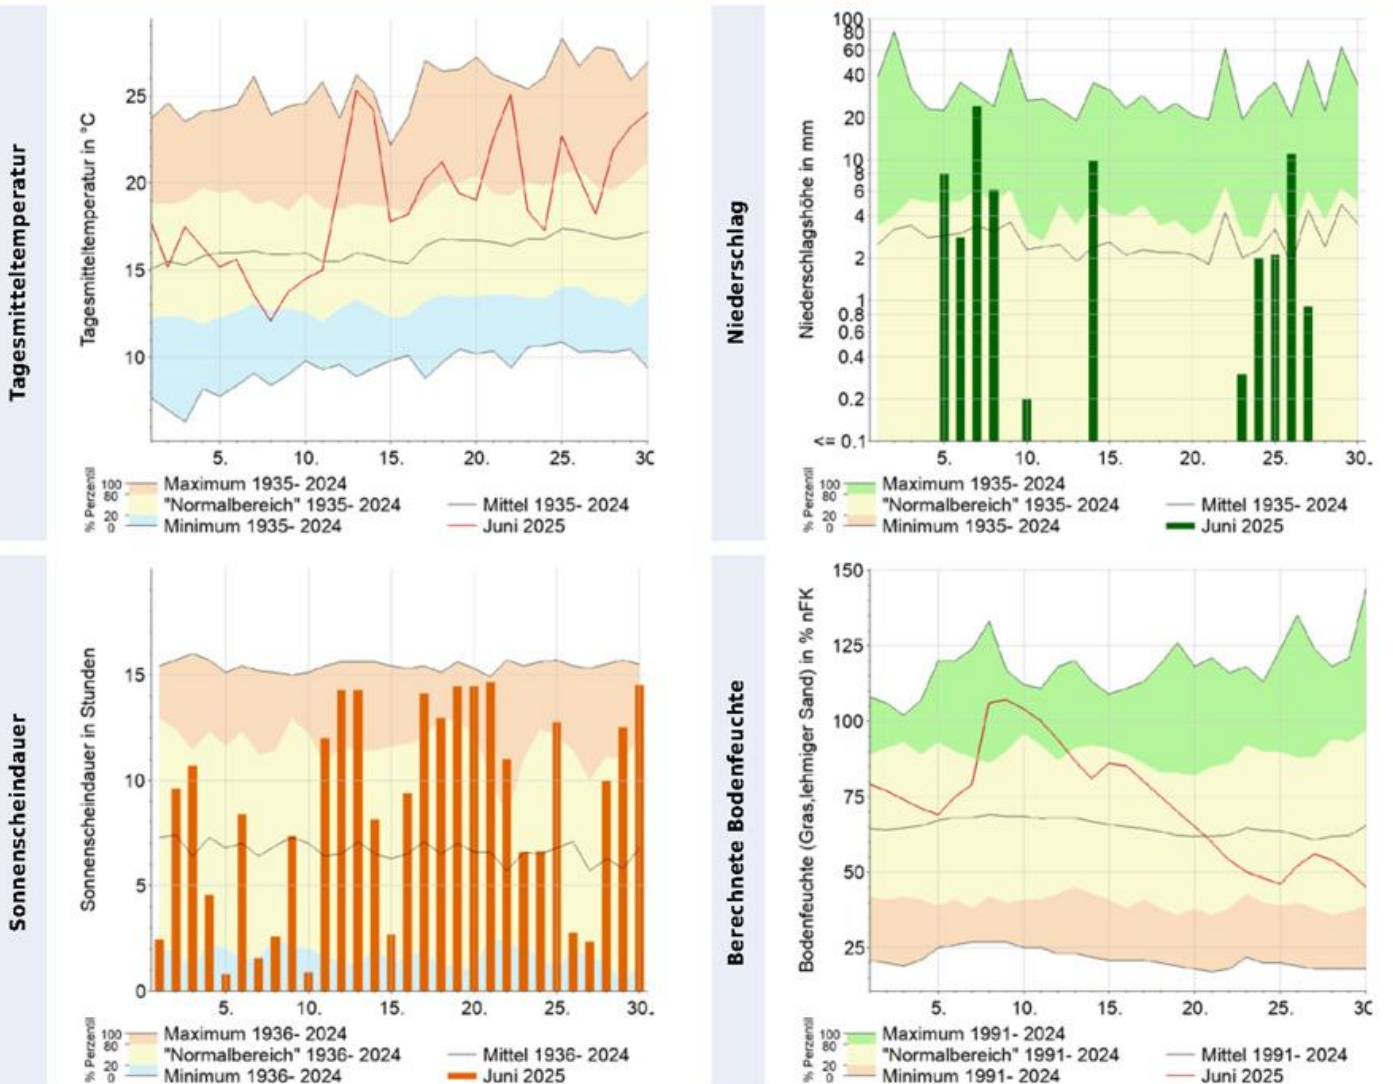 Tagesmitteltemperatur
Tagesmitteltemperatur in °C
25
20
15
10
5. 10. 15. 20. 25. 30
% Perzentil
100
80
20
0
Maximum 1935- 2024
"Normalbereich" 1935- 2024
Minimum 1935- 2024
Mittel 1935- 2024
Juni 2025
Niederschlag
Niederschlagshöhe in mm
100
80
60
40
20
10
8
6
4
2
1
0.8
0.6
0.4
0.2
<= 0.1
5. 10. 15. 20. 25. 30.
% Perzentil
100
80
20
0
Maximum 1935- 2024
"Normalbereich" 1935- 2024
Minimum 1935- 2024
Mittel 1935- 2024
Juni 2025
Sonnenscheindauer
Sonnenscheindauer in Stunden
15
10
5
0
5. 10. 15. 20. 25. 30.
% Perzentil
100
80
20
0
Maximum 1936- 2024
"Normalbereich" 1936- 2024
Minimum 1936- 2024
Mittel 1936- 2024
Juni 2025
Berechnete Bodenfeuchte
Bodenfeuchte (Gras,lehmiger Sand) in % nFK
150
125
100
75
50
25
5. 10. 15. 20. 25. 30
% Perzentil
100
80
20
0
Maximum 1991- 2024
"Normalbereich" 1991- 2024
Minimum 1991- 2024
Mittel 1991- 2024
Juni 2025